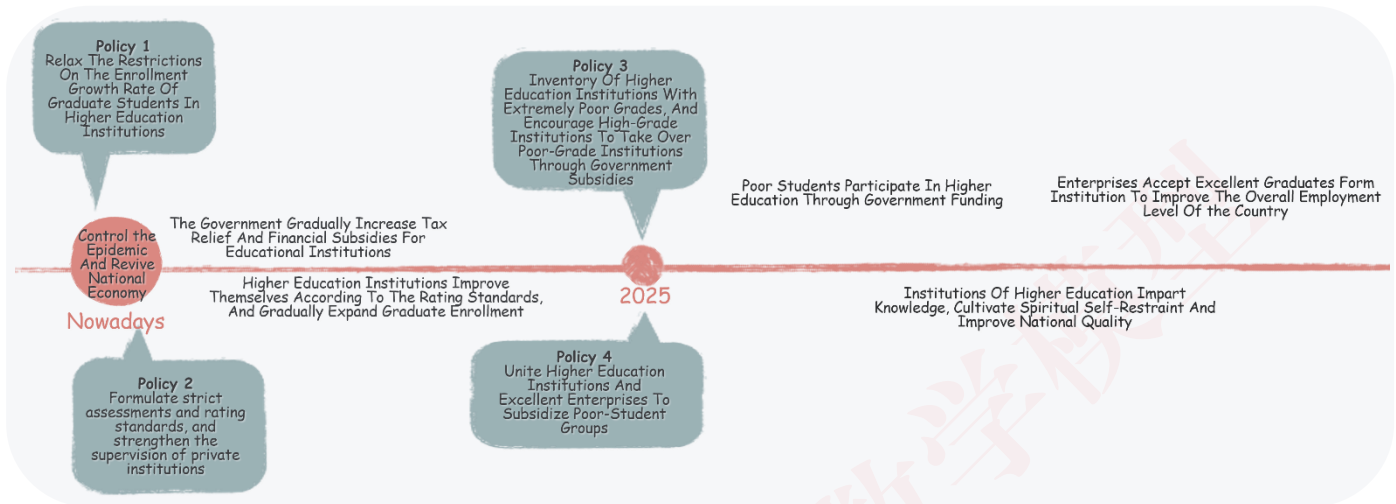 Policy 1
Relax The Restrictions
On The Enrollment
Growth Rate Of
Graduate Students In
Higher Education
Institutions
Control the
Epidemic
And Revive
National
Economy
Nowadays
Policy 2
Formulate strict
assessments and rating
standards, and
strengthen the
supervision of private
institutions
The Government Gradually Increase Tax
Relief And Financial Subsidies For
Educational Institutions
Higher Education Institutions Improve
Themselves According To The Rating Standards,
And Gradually Expand Graduate Enrollment
Policy 3
Inventory Of Higher
Education Institutions With
Extremely Poor Grades, And
Encourage High-Grade
Institutions To Take Over
Poor-Grade Institutions
Through Government
Subsidies
2025
Policy 4
Unite Higher Education
Institutions And
Excellent Enterprises To
Subsidize Poor-Student
Groups
Poor Students Participate In Higher
Education Through Government Funding
Enterprises Accept Excellent Graduates Form
Institution To Improve The Overall Employment
Level Of the Country
Institutions Of Higher Education Impart
Knowledge, Cultivate Spiritual Self-Restraint And
Improve National Quality
数学模型